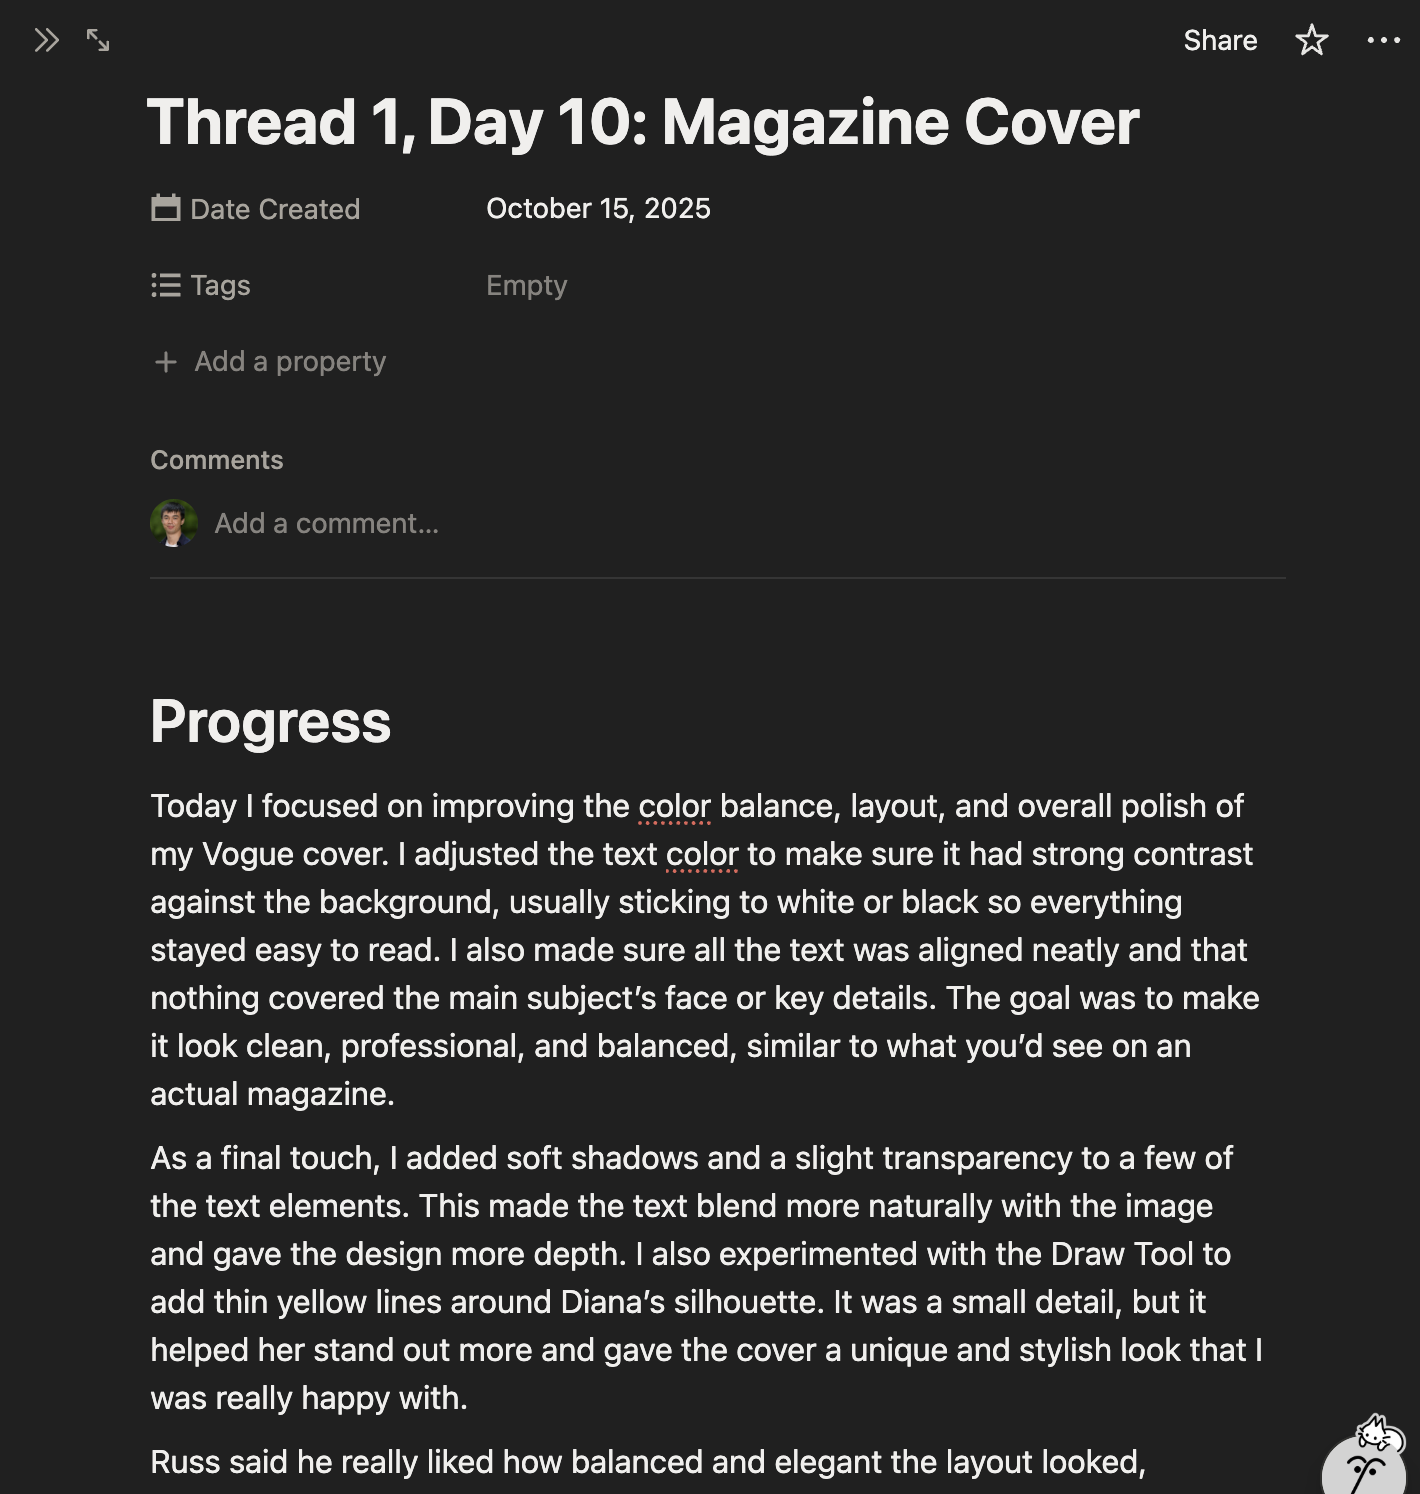 Share
Thread 1, Day 10: Magazine Cover
Date Created October 15, 2025
Tags Empty
Add a property
Comments
Add a comment...
Progress
Today I focused on improving the color balance, layout, and overall polish of
my Vogue cover. I adjusted the text color to make sure it had strong contrast
against the background, usually sticking to white or black so everything
stayed easy to read. I also made sure all the text was aligned neatly and that
nothing covered the main subject’s face or key details. The goal was to make
it look clean, professional, and balanced, similar to what you’d see on an
actual magazine.
As a final touch, I added soft shadows and a slight transparency to a few of
the text elements. This made the text blend more naturally with the image
and gave the design more depth. I also experimented with the Draw Tool to
add thin yellow lines around Diana’s silhouette. It was a small detail, but it
helped her stand out more and gave the cover a unique and stylish look that I
was really happy with.
Russ said he really liked how balanced and elegant the layout looked,